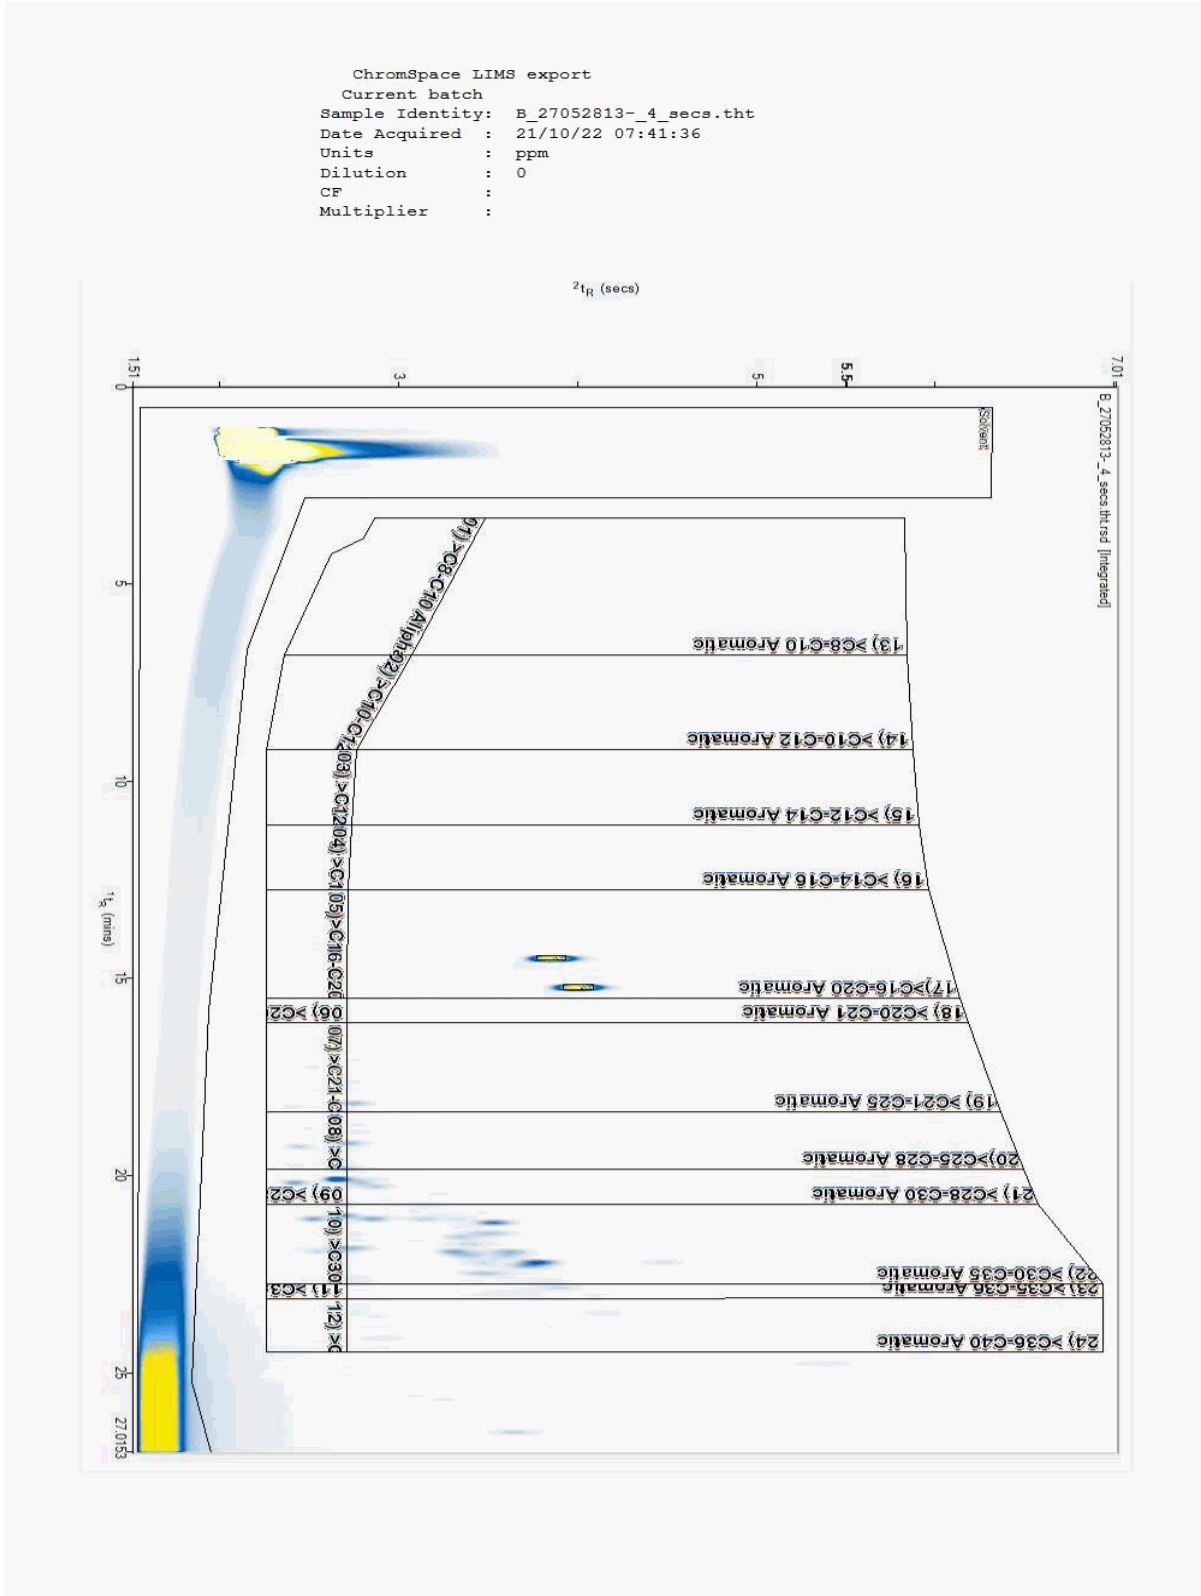 ChromSpace LIMS export
Current batch
Sample Identity: B_27052813-_4_secs.tht
Date Acquired : 21/10/22 07:41:36
Units : ppm
Dilution : 0
CF :
Multiplier :
²tR (secs)
1.51
3
5
5.5
7.01
0
5
10
15
20
25
27.0153
¹tR (mins)
B_27052813-_4_secs.tht.rsd [Integrated]
Solvent
01) >C8-C10 Alipha
02) >C10-C12
03) >C12
04) >C1
05) >C16-C20
06) >C2
07) >C21-C
08) >C
09) >C2
10) >C30
11) >C3
12) >C
13) >C8-C10 Aromatic
14) >C10-C12 Aromatic
15) >C12-C14 Aromatic
16) >C14-C16 Aromatic
17)>C16-C20 Aromatic
18) >C20-C21 Aromatic
19) >C21-C25 Aromatic
20)>C25-C28 Aromatic
21) >C28-C30 Aromatic
22) >C30-C35 Aromatic
23)>C35-C36 Aromatic
24) >C36-C40 Aromatic